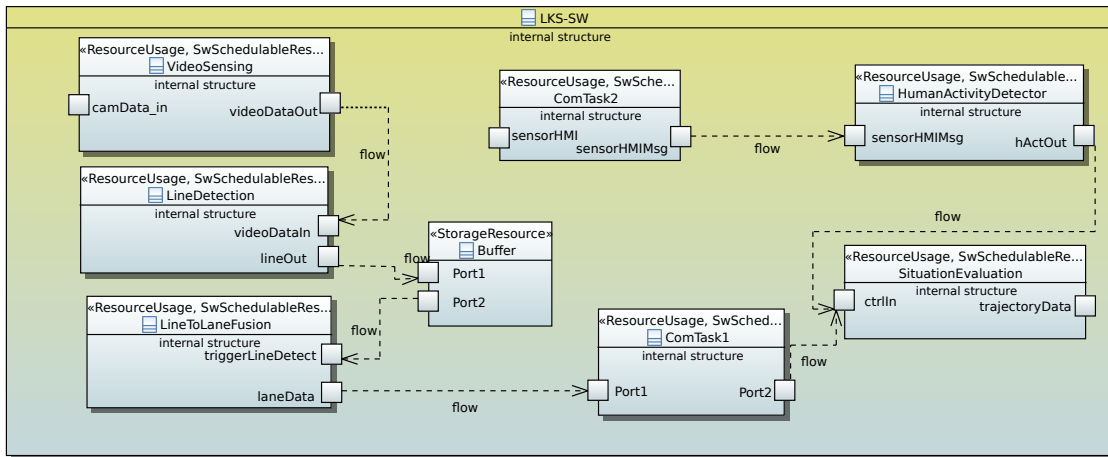 LKS-SW
internal structure
«ResourceUsage, SwSchedulableRes...
VideoSensing
internal structure
camData_in
videoDataOut
flow
«ResourceUsage, SwSchedulableRes...
LineDetection
internal structure
videoDataIn
lineOut
flow
«StorageResource»
Buffer
Port1
Port2
flow
«ResourceUsage, SwSchedulableRes...
LineToLaneFusion
internal structure
triggerLineDetect
laneData
flow
«ResourceUsage, SwSche...
ComTask2
internal structure
sensorHMI
sensorHMIMsg
flow
«ResourceUsage, SwSchedulable...
HumanActivityDetector
internal structure
sensorHMIMsg
hActOut
flow
«ResourceUsage, SwSchedulableRe...
SituationEvaluation
internal structure
ctrlIn
trajectoryData
«ResourceUsage, SwSched...
ComTask1
internal structure
Port1
Port2
flow